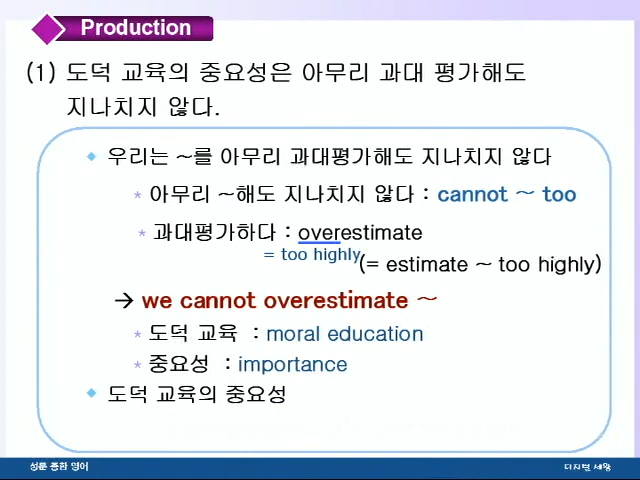 Production
(1) 도덕 교육의 중요성은 아무리 과대 평가해도
지나치지 않다.
우리는 ~를 아무리 과대평가해도 지나치지 않다
* 아무리 ~해도 지나치지 않다 : cannot ~ too
* 과대평가하다 : overestimate
= too highly
(= estimate ~ too highly)
→ we cannot overestimate ~
* 도덕 교육 : moral education
* 중요성 : importance
도덕 교육의 중요성
성문 종합 영어
디지털 세왕